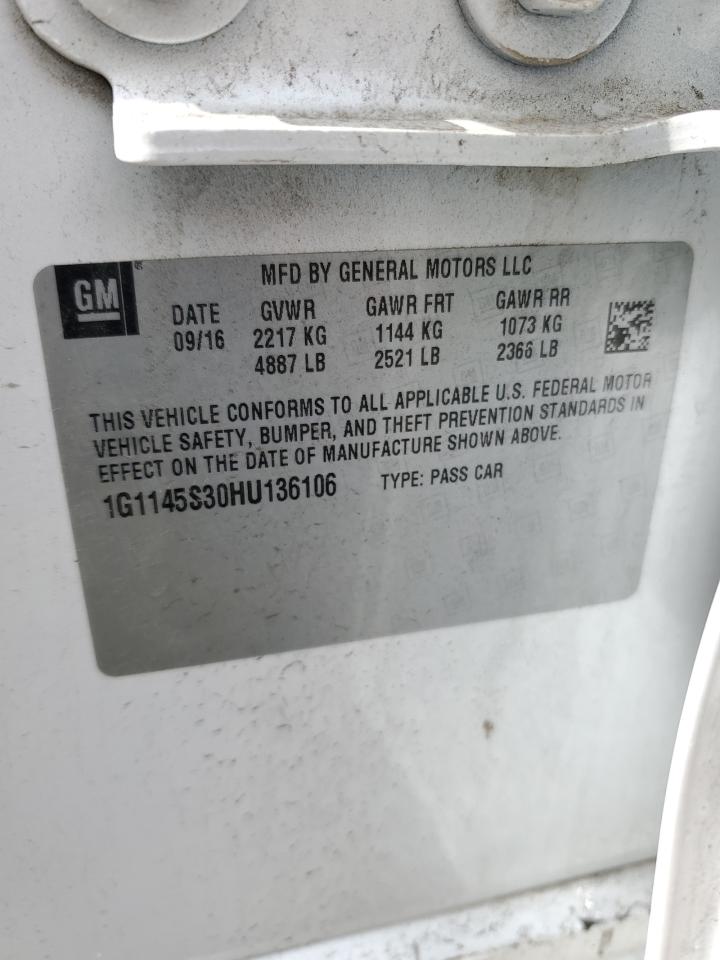 GM
MFD BY GENERAL MOTORS LLC
DATE GVWR GAWR FRT GAWR RR
09/16 2217 KG 1144 KG 1073 KG
4887 LB 2521 LB 2366 LB
THIS VEHICLE CONFORMS TO ALL APPLICABLE U.S. FEDERAL MOTOR
VEHICLE SAFETY, BUMPER, AND THEFT PREVENTION STANDARDS IN
EFFECT ON THE DATE OF MANUFACTURE SHOWN ABOVE.
1G1145S30HU136106 TYPE: PASS CAR